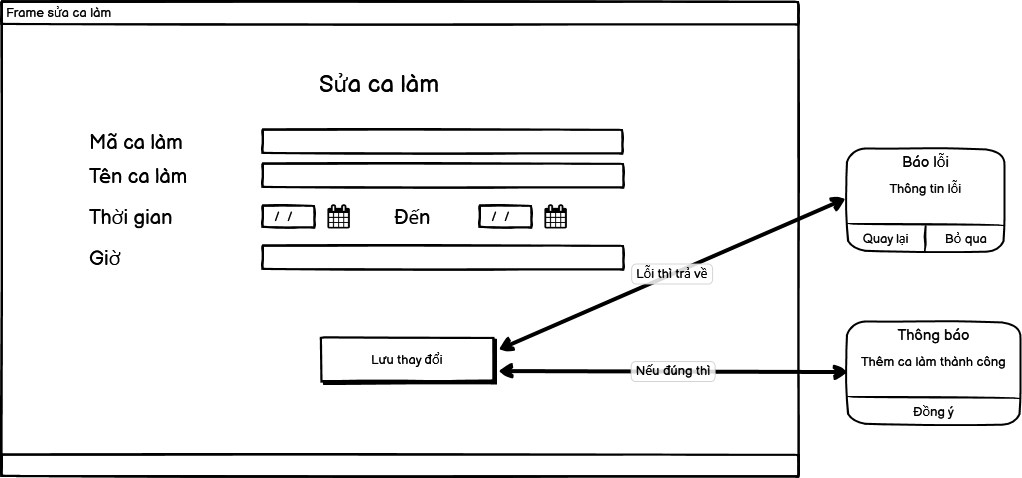 Frame sửa ca làm
Sửa ca làm
Mã ca làm
Tên ca làm
Thời gian / / Đến / /
Giờ
Lưu thay đổi
Lỗi thì trả về
Nếu đúng thì
Báo lỗi
Thông tin lỗi
Quay lại Bỏ qua
Thông báo
Thêm ca làm thành công
Đồng ý